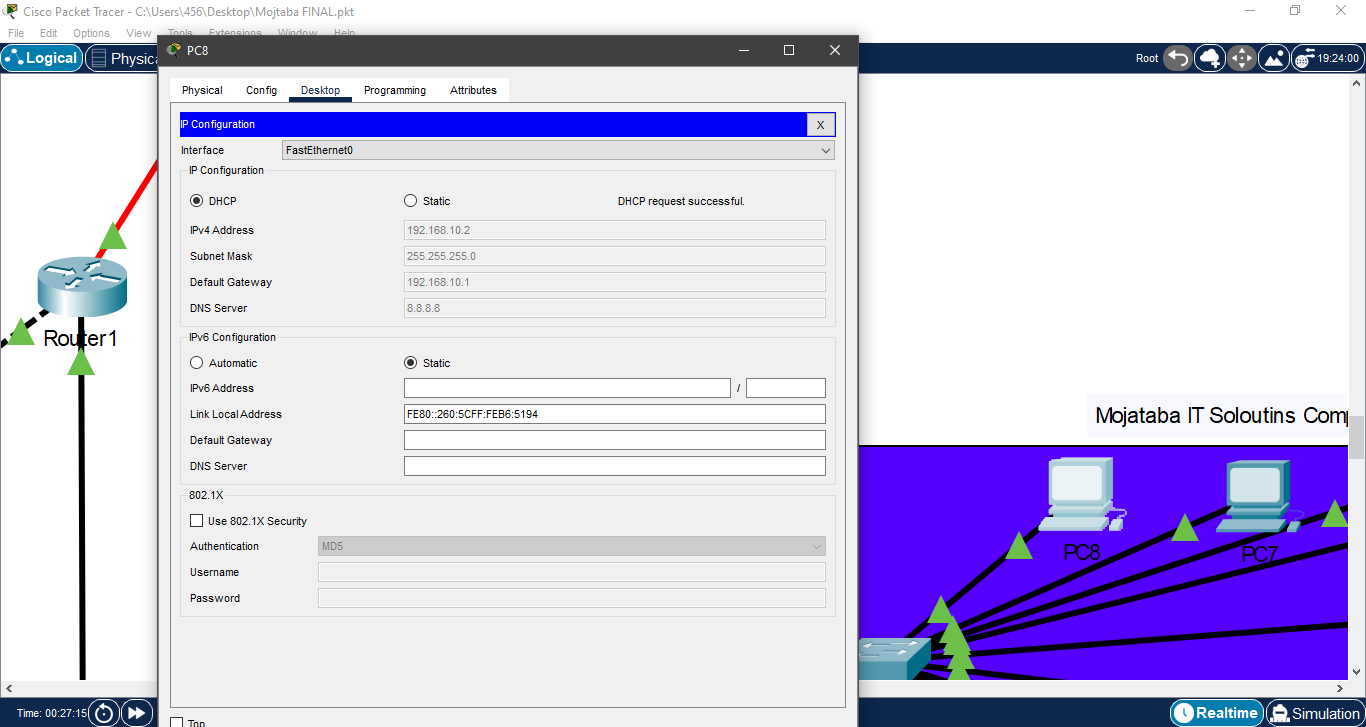 Cisco Packet Tracer - C:\Users\456\Desktop\Mojtaba FINAL.pkt
File Edit Options View Tools Extensions Window Help
Logical
Physica
Root
19:24:00
PC8
Physical Config Desktop Programming Attributes
IP Configuration
X
Interface
FastEthernet0
IP Configuration
DHCP
Static
DHCP request successful.
IPv4 Address
192.168.10.2
Subnet Mask
255.255.255.0
Default Gateway
192.168.10.1
DNS Server
8.8.8.8
IPv6 Configuration
Automatic
Static
IPv6 Address
/
Link Local Address
FE80::260:5CFF:FEB6:5194
Default Gateway
DNS Server
802.1X
Use 802.1X Security
Authentication
MD5
Username
Password
Top
Router1
Mojataba IT Soloutins Comp
PC8
PC7
Time: 00:27:15
Realtime
Simulation